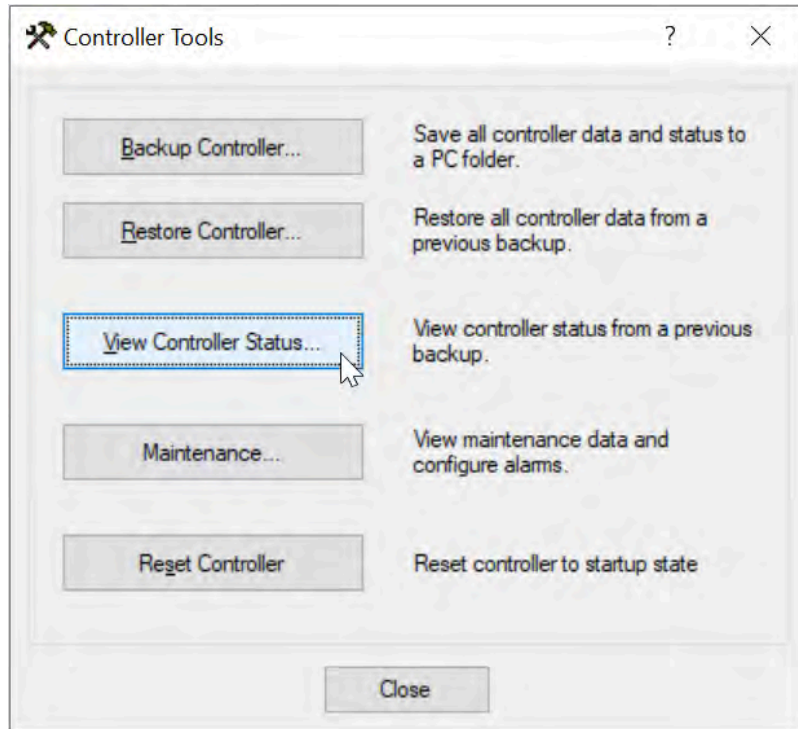 Controller Tools
?
Backup Controller...
Save all controller data and status to
a PC folder.
Restore Controller...
Restore all controller data from a
previous backup.
View Controller Status...
View controller status from a previous
backup.
Maintenance...
View maintenance data and
configure alarms.
Reset Controller
Reset controller to startup state
Close